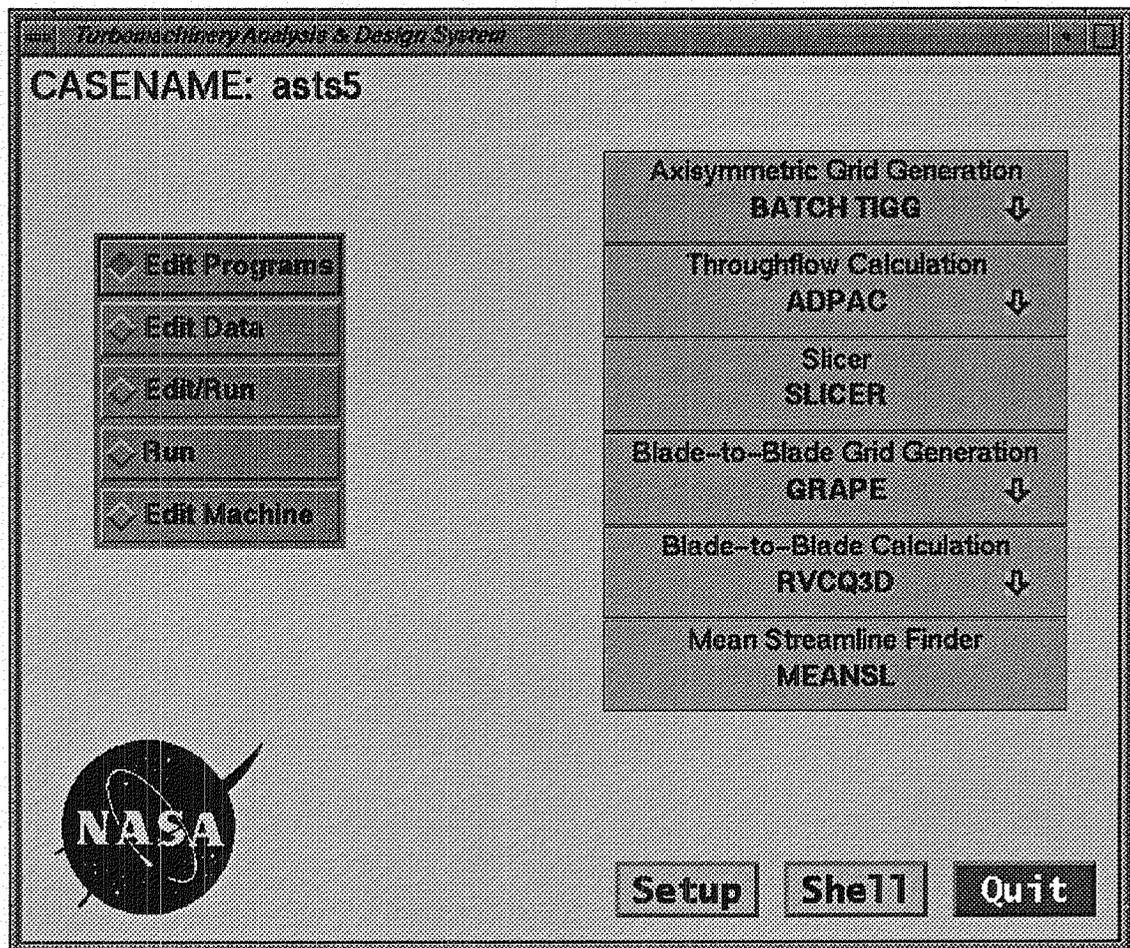 Turbomachinery Analysis & Design System
CASENAME: asts5
Edit Programs
Edit Data
Edit/Run
Run
Edit Machine
Axisymmetric Grid Generation
BATCH TIGG
Throughflow Calculation
ADPAC
Slicer
SLICER
Blade-to-Blade Grid Generation
GRAPE
Blade-to-Blade Calculation
RVCQ3D
Mean Streamline Finder
MEANSL
NASA
Setup
Shell
Quit